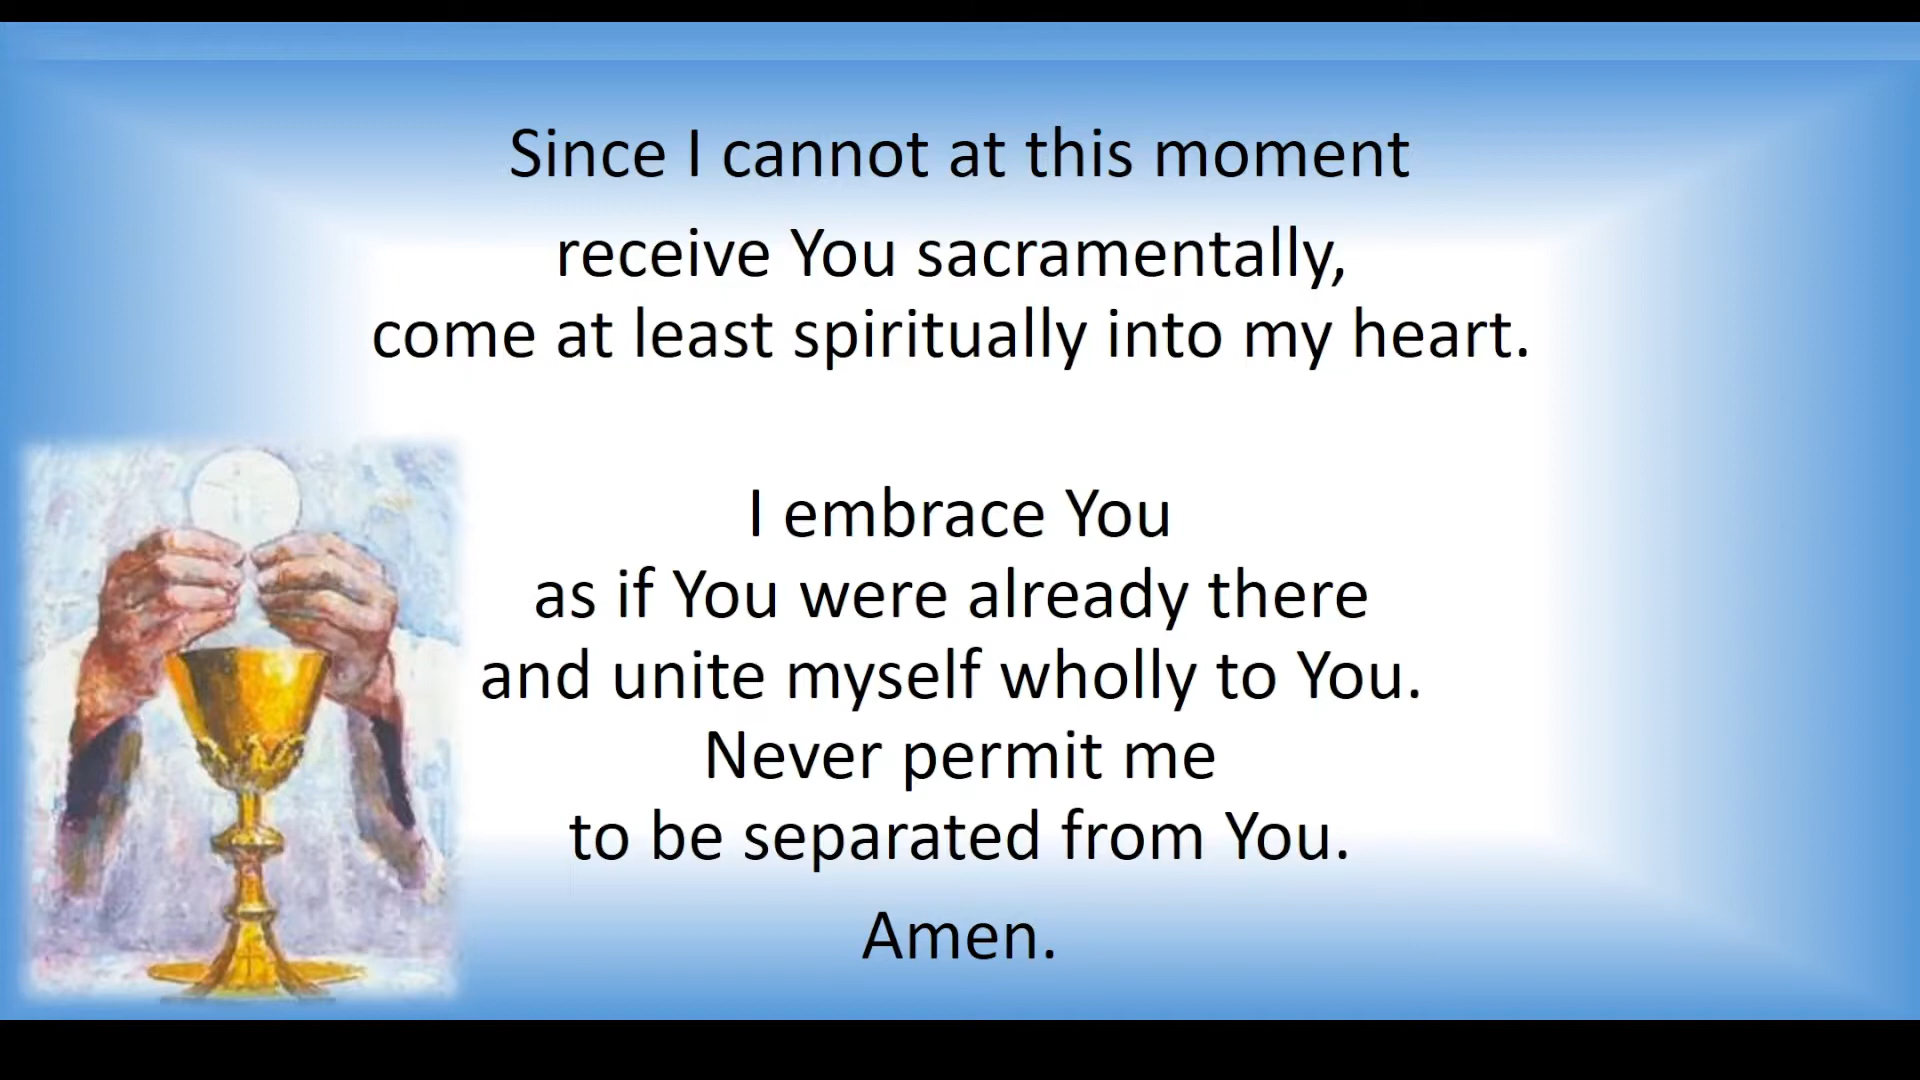 Since I cannot at this moment
receive You sacramentally,
come at least spiritually into my heart.
I embrace You
as if You were already there
and unite myself wholly to You.
Never permit me
to be separated from You.
Amen.